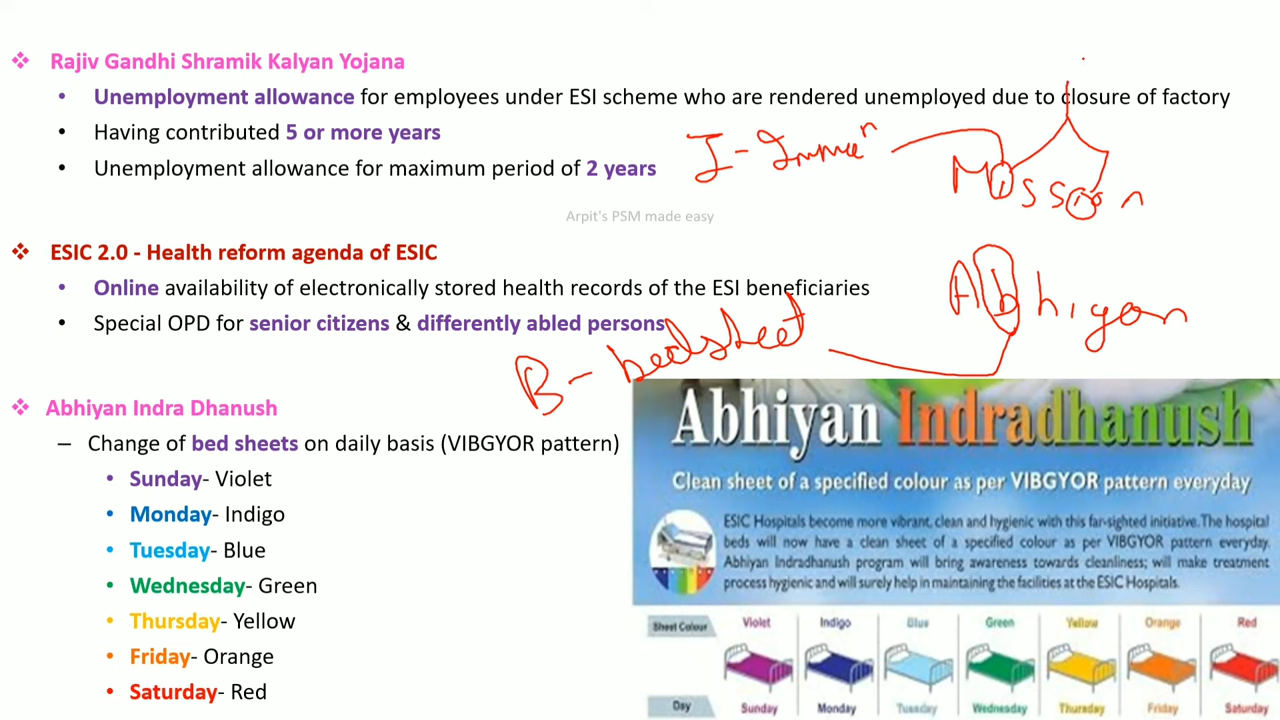 ❖ Rajiv Gandhi Shramik Kalyan Yojana
• Unemployment allowance for employees under ESI scheme who are rendered unemployed due to closure of factory
• Having contributed 5 or more years
• Unemployment allowance for maximum period of 2 years
I - Immun
Mission
Arpit's PSM made easy
❖ ESIC 2.0 - Health reform agenda of ESIC
• Online availability of electronically stored health records of the ESI beneficiaries
• Special OPD for senior citizens & differently abled persons
Abhiyan
B - bedsheet
❖ Abhiyan Indra Dhanush
– Change of bed sheets on daily basis (VIBGYOR pattern)
• Sunday- Violet
• Monday- Indigo
• Tuesday- Blue
• Wednesday- Green
• Thursday- Yellow
• Friday- Orange
• Saturday- Red
Abhiyan Indradhanush
Clean sheet of a specified colour as per VIBGYOR pattern everyday
ESIC Hospitals become more vibrant, clean and hygienic with this far-sighted initiative. The hospital
beds will now have a clean sheet of a specified colour as per VIBGYOR pattern everyday.
Abhiyan Indradhanush program will bring awareness towards cleanliness; will make treatment
process hygienic and will surely help in maintaining the facilities at the ESIC Hospitals.
Sheet Colour Violet Indigo Blue Green Yellow Orange Red
Day Sunday Monday Tuesday Wednesday Thursday Friday Saturday